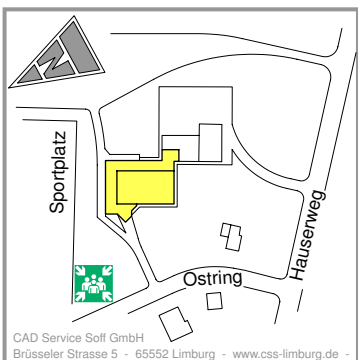 Sportplatz
Hauserweg
Ostring
CAD Service Soff GmbH
Brüsseler Strasse 5 - 65552 Limburg - www.css-limburg.de -